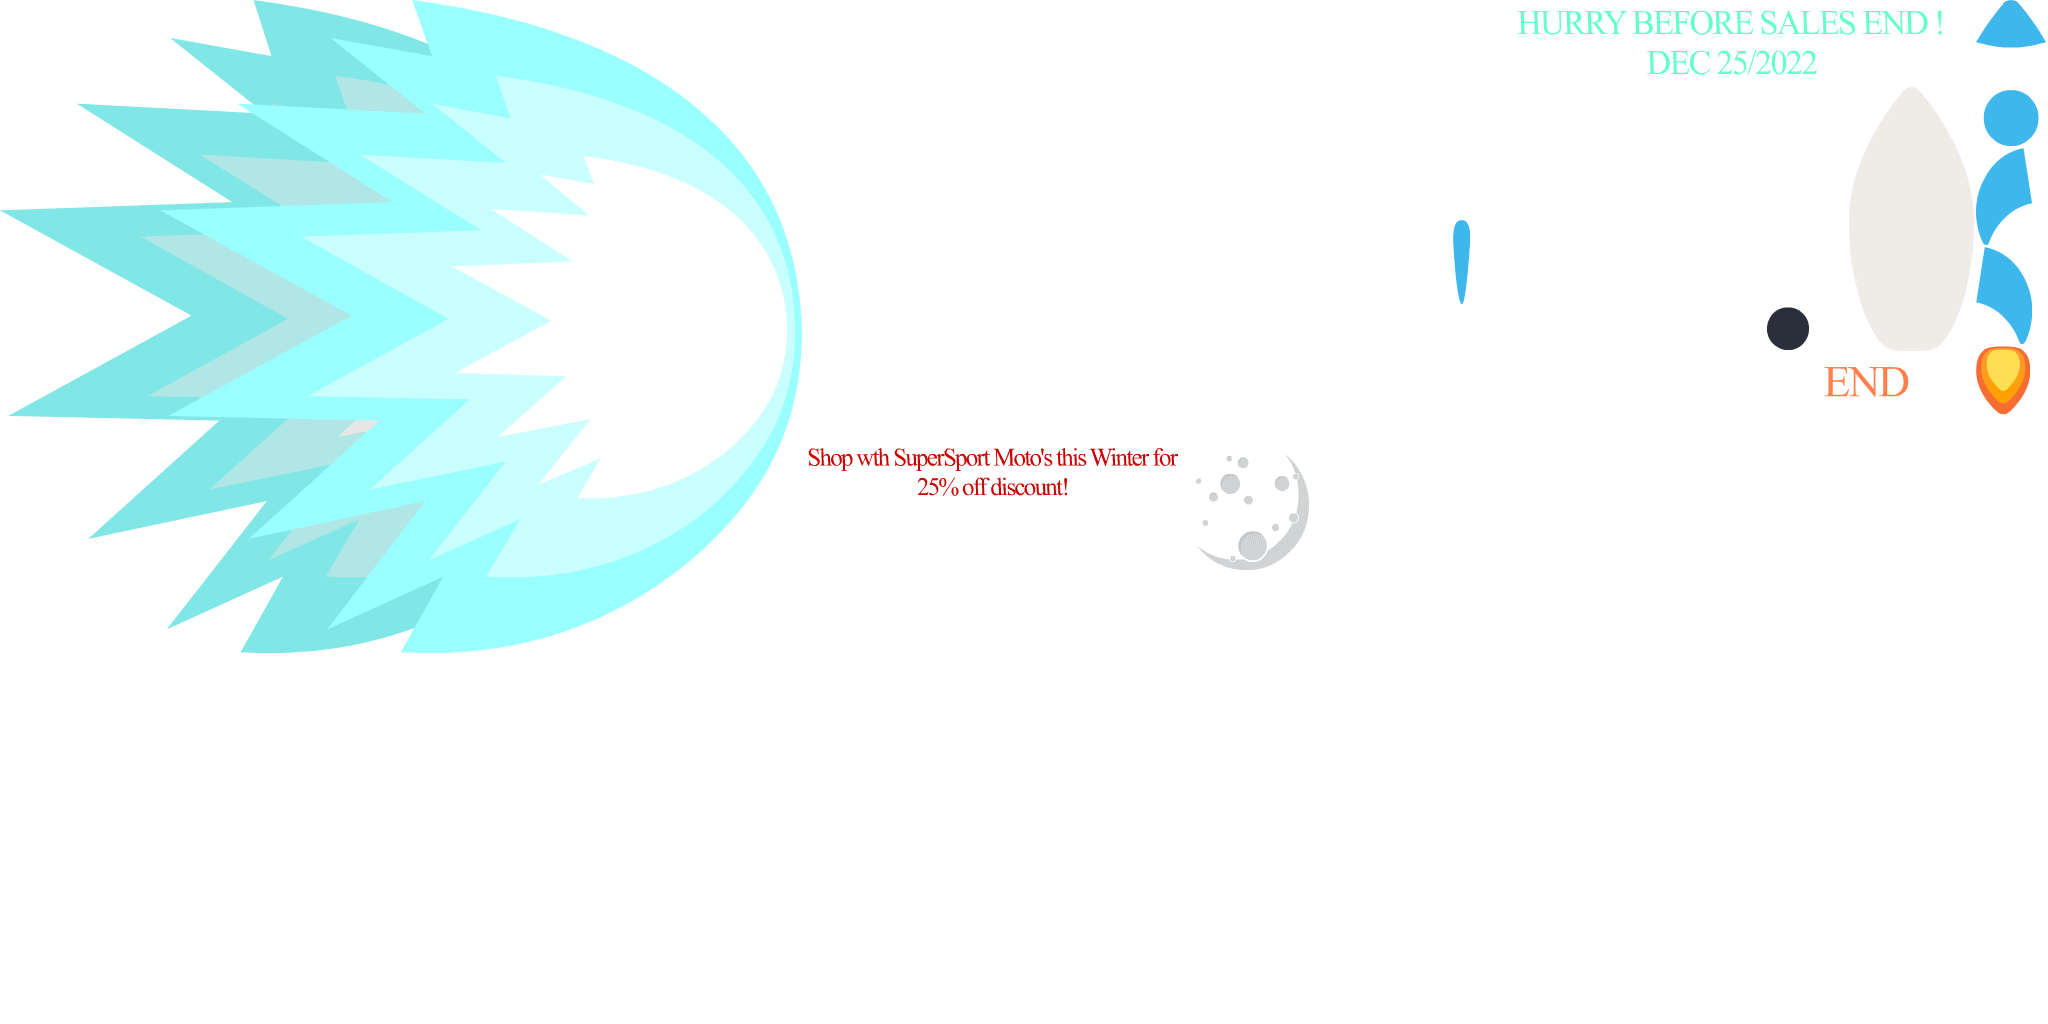 HURRY BEFORE SALES END !
DEC 25/2022
END
Shop wth SuperSport Moto's this Winter for
25% off discount!